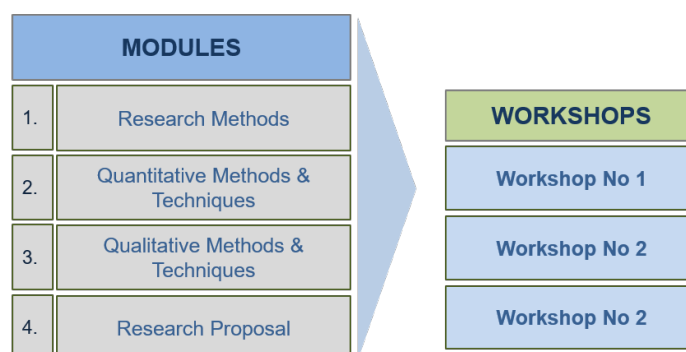 MODULES
1.
Research Methods
2.
Quantitative Methods &
Techniques
3.
Qualitative Methods &
Techniques
4.
Research Proposal
WORKSHOPS
Workshop No 1
Workshop No 2
Workshop No 2